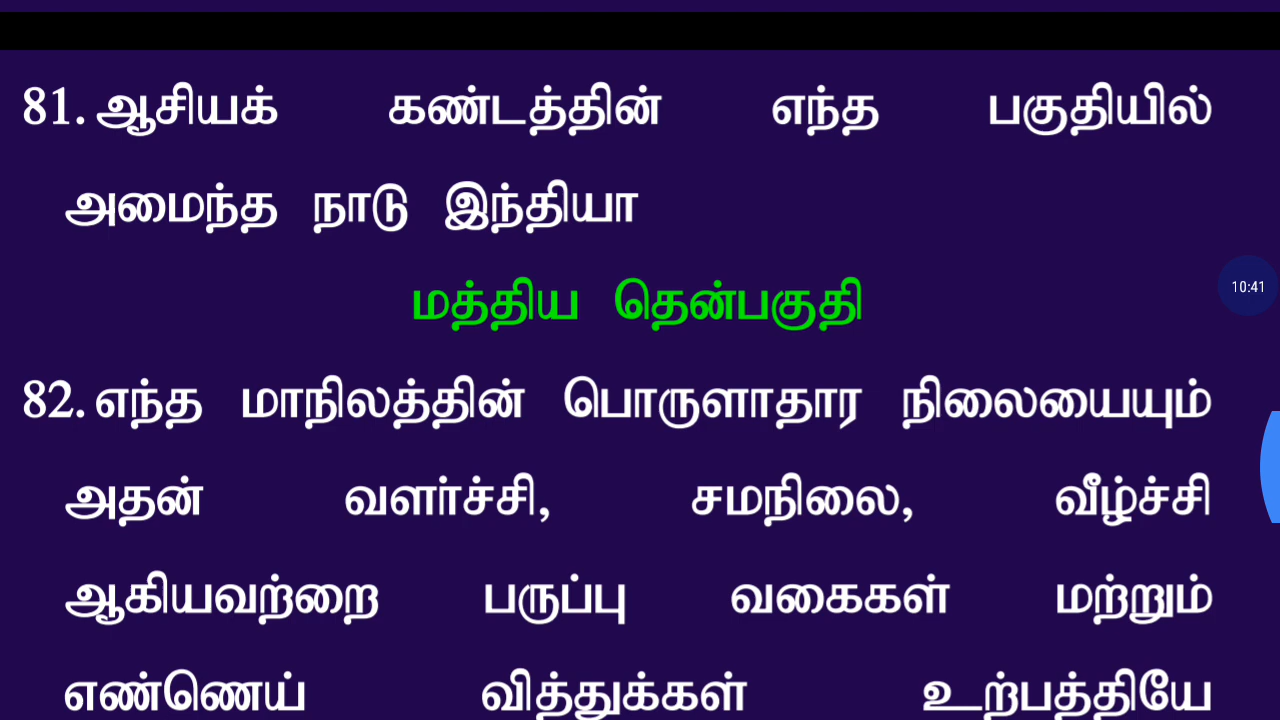 81. ஆசியக் கண்டத்தின் எந்த பகுதியில்
அமைந்த நாடு இந்தியா
மத்திய தென்பகுதி
10:41
82. எந்த மாநிலத்தின் பொருளாதார நிலையையும்
அதன் வளர்ச்சி, சமநிலை, வீழ்ச்சி
ஆகியவற்றை பருப்பு வகைகள் மற்றும்
எண்ணெய் வித்துக்கள் உற்பத்தியே